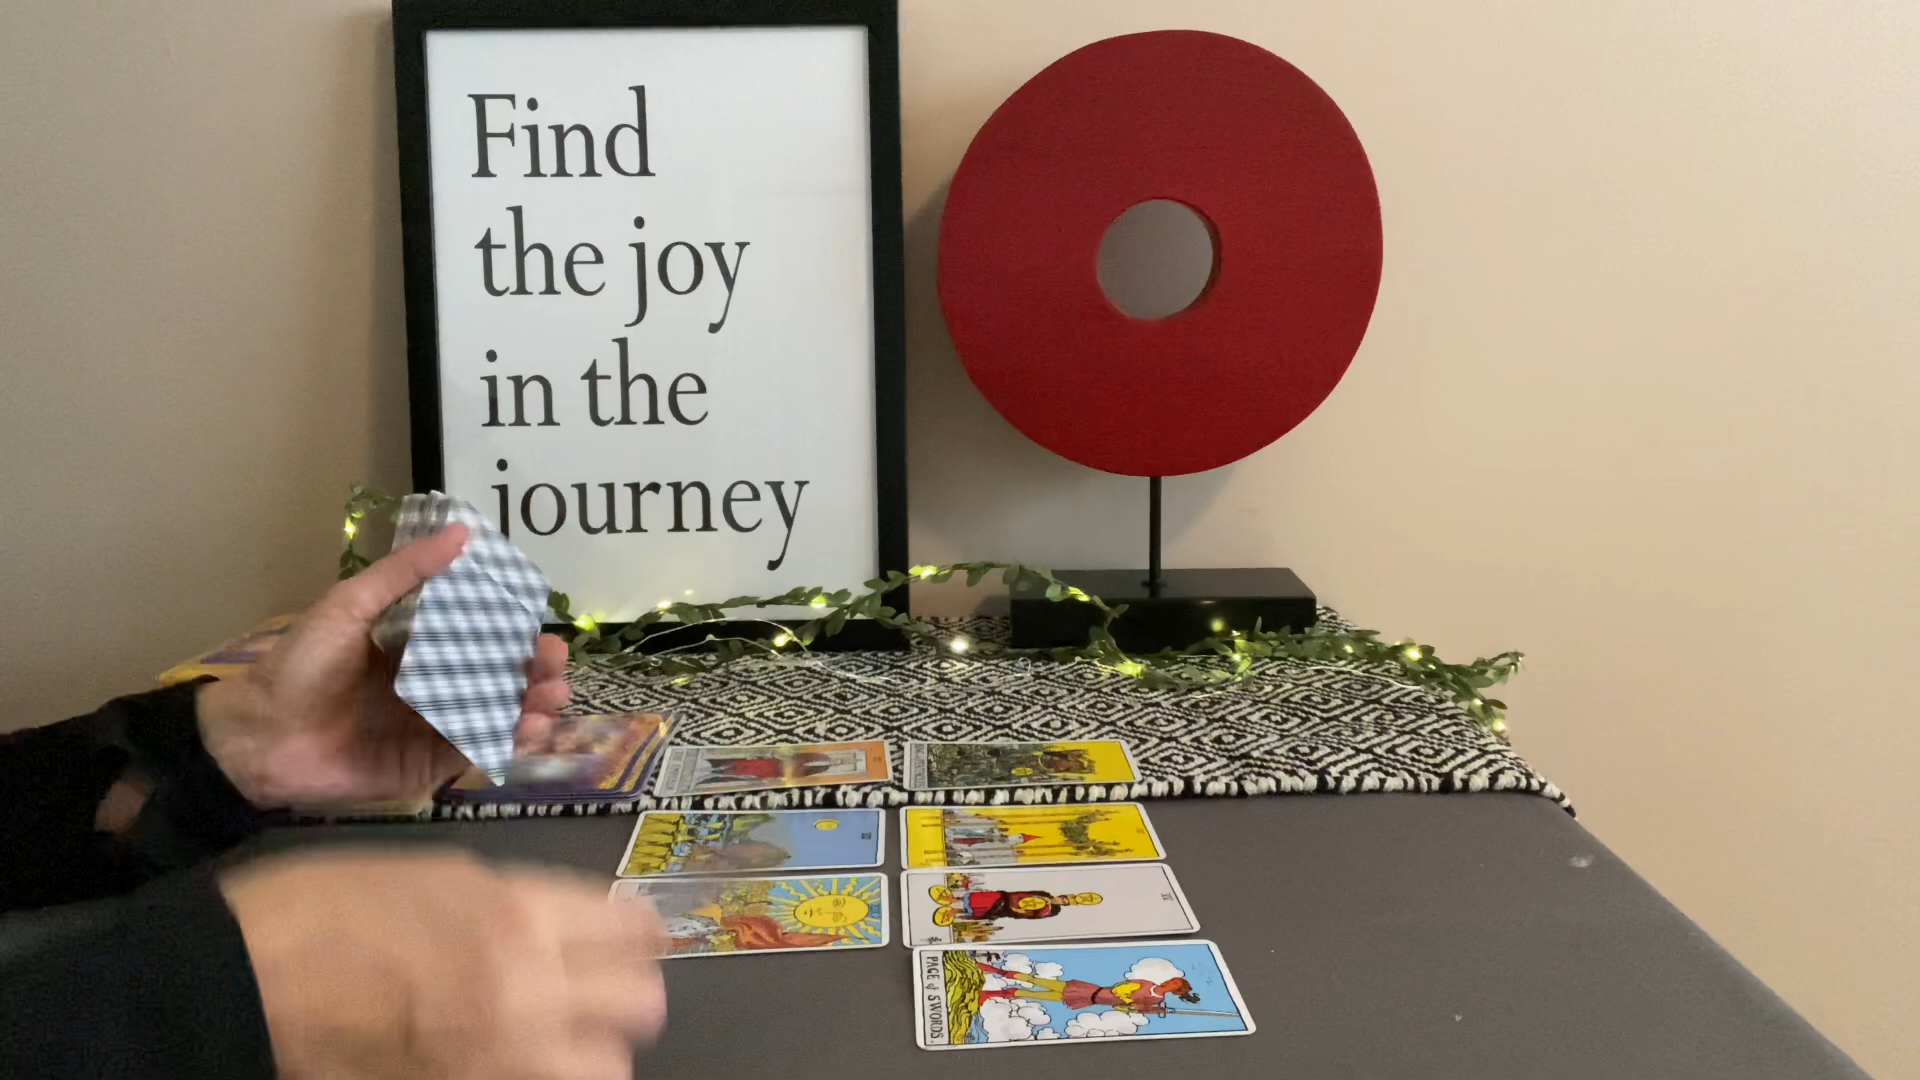 Find
the joy
in the
journey
PAGE of SWORDS.